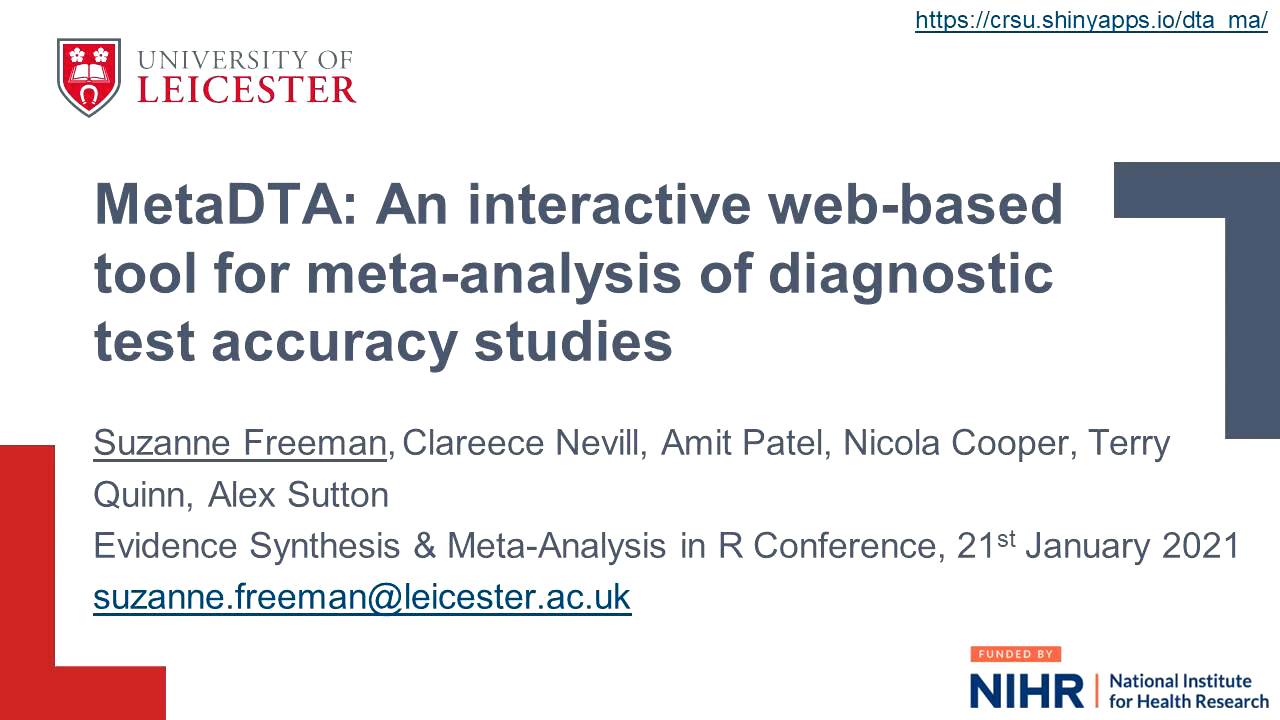 https://crsu.shinyapps.io/dta_ma/
UNIVERSITY OF
LEICESTER
MetaDTA: An interactive web-based
tool for meta-analysis of diagnostic
test accuracy studies
Suzanne Freeman, Clareece Nevill, Amit Patel, Nicola Cooper, Terry
Quinn, Alex Sutton
Evidence Synthesis & Meta-Analysis in R Conference, 21st January 2021
suzanne.freeman@leicester.ac.uk
FUNDED BY
NIHR | National Institute
for Health Research